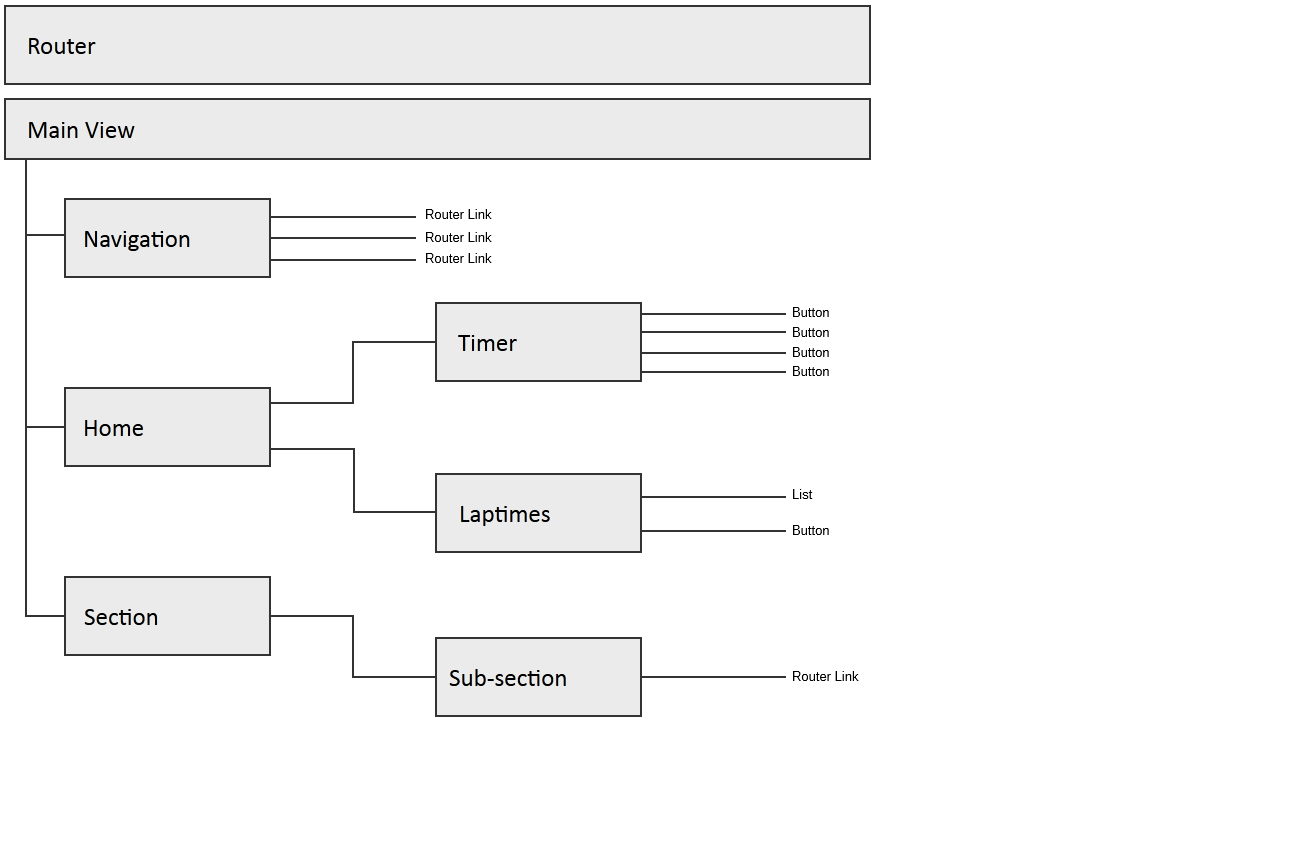 Router
Main View
Navigation
Router Link
Router Link
Router Link
Home
Timer
Button
Button
Button
Button
Laptimes
List
Button
Section
Sub-section
Router Link